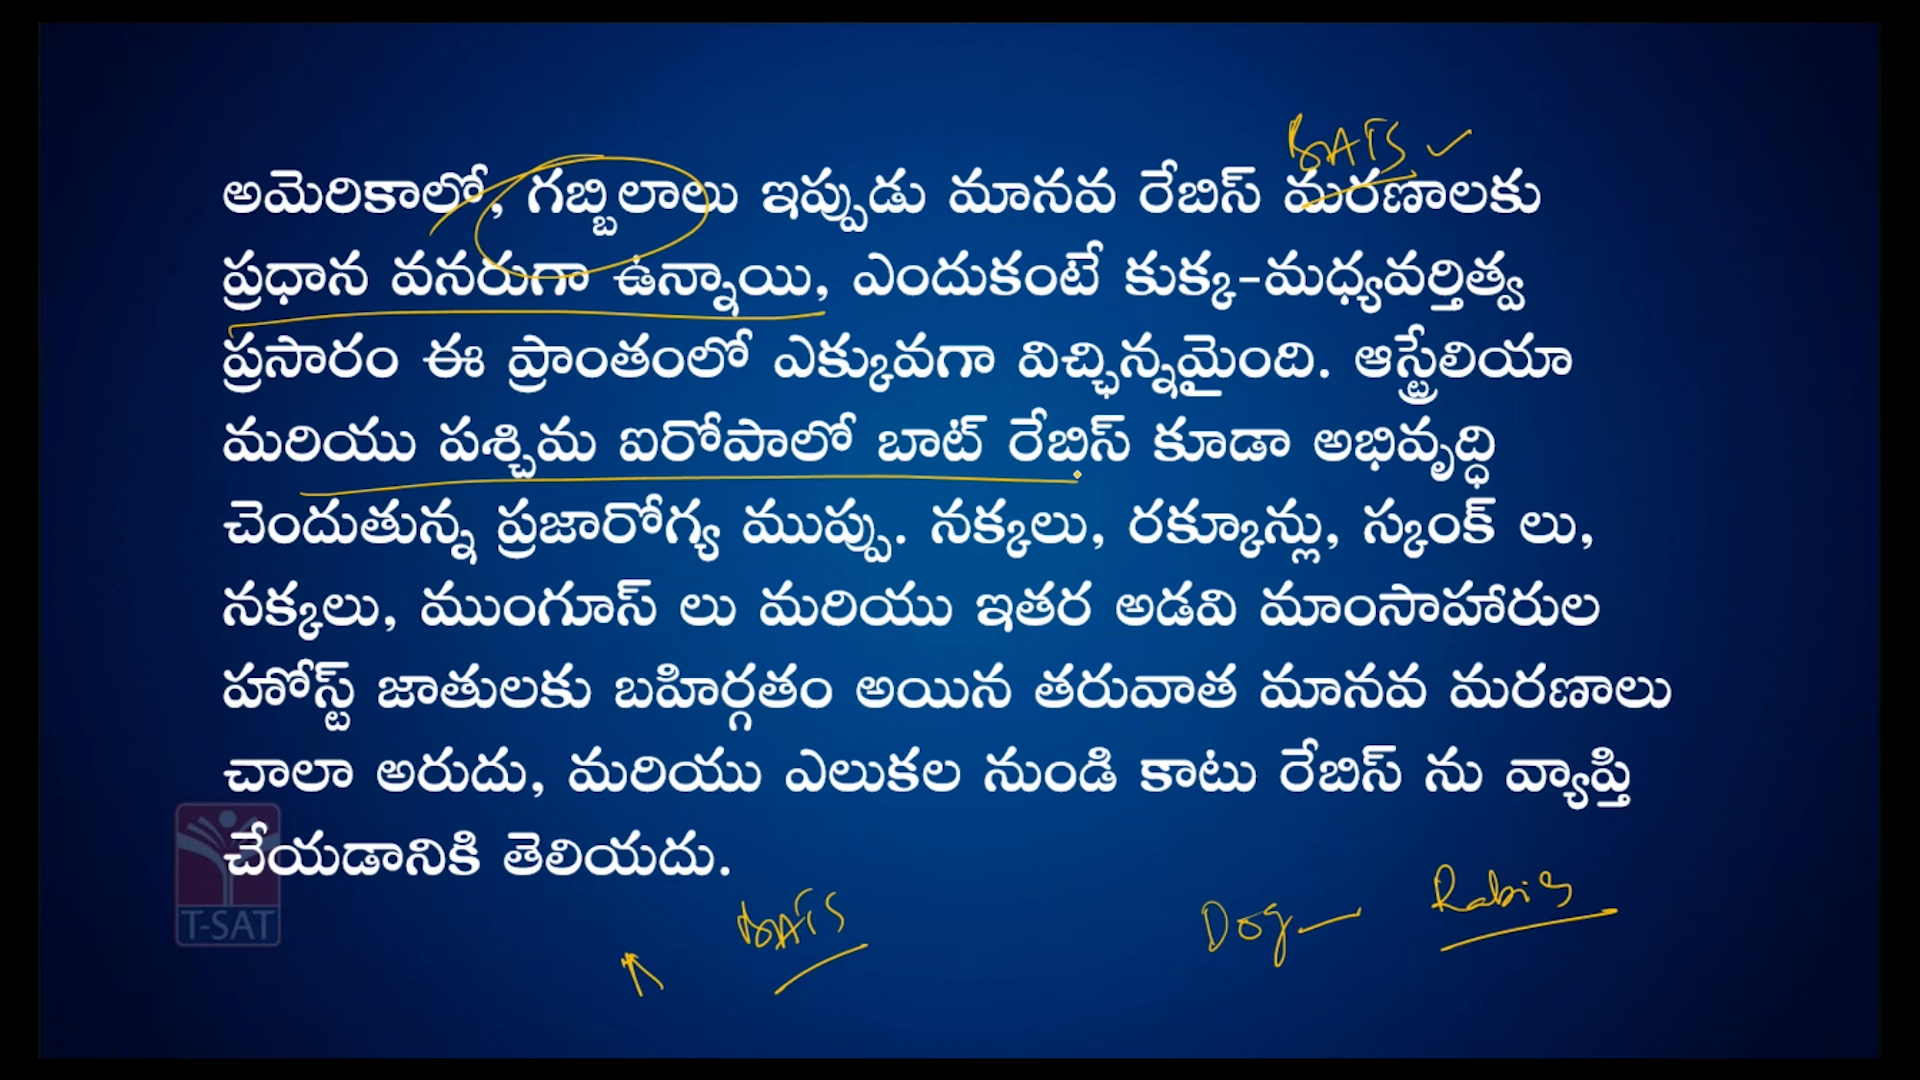 BATS ✓
అమెరికాలో, గబ్బిలాలు ఇప్పుడు మానవ రేబిస్ మరణాలకు
ప్రధాన వనరుగా ఉన్నాయి, ఎందుకంటే కుక్క-మధ్యవర్తిత్వ
ప్రసారం ఈ ప్రాంతంలో ఎక్కువగా విచ్ఛిన్నమైంది. ఆస్ట్రేలియా
మరియు పశ్చిమ ఐరోపాలో బాట్ రేబిస్ కూడా అభివృద్ధి
చెందుతున్న ప్రజారోగ్య ముప్పు. నక్కలు, రక్కూన్లు, స్కంక్ లు,
నక్కలు, ముంగూస్ లు మరియు ఇతర అడవి మాంసాహారుల
హోస్ట్ జాతులకు బహిర్గతం అయిన తరువాత మానవ మరణాలు
చాలా అరుదు, మరియు ఎలుకల నుండి కాటు రేబిస్ ను వ్యాప్తి
చేయడానికి తెలియదు.
T-SAT
BATS
Dog — Rabis